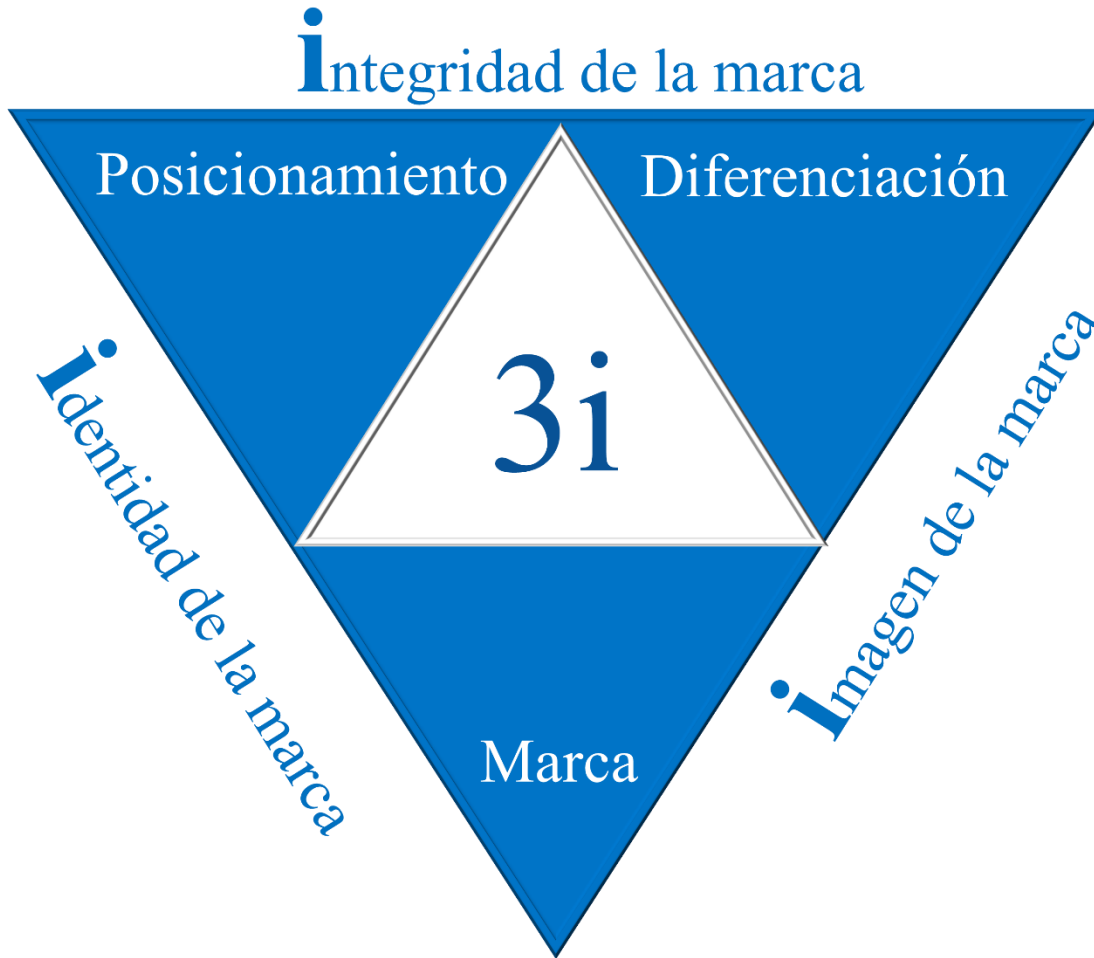 integridad de la marca
Posicionamiento
Diferenciación
3i
identidad de la marca
imagen de la marca
Marca